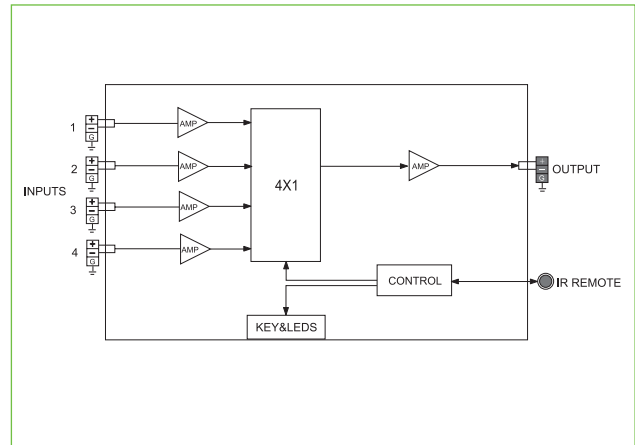 INPUTS
1
+
−
G
AMP
2
+
−
G
AMP
3
+
−
G
AMP
4
+
−
G
AMP
4X1
AMP
+
−
G
OUTPUT
CONTROL
IR REMOTE
KEY&LEDS